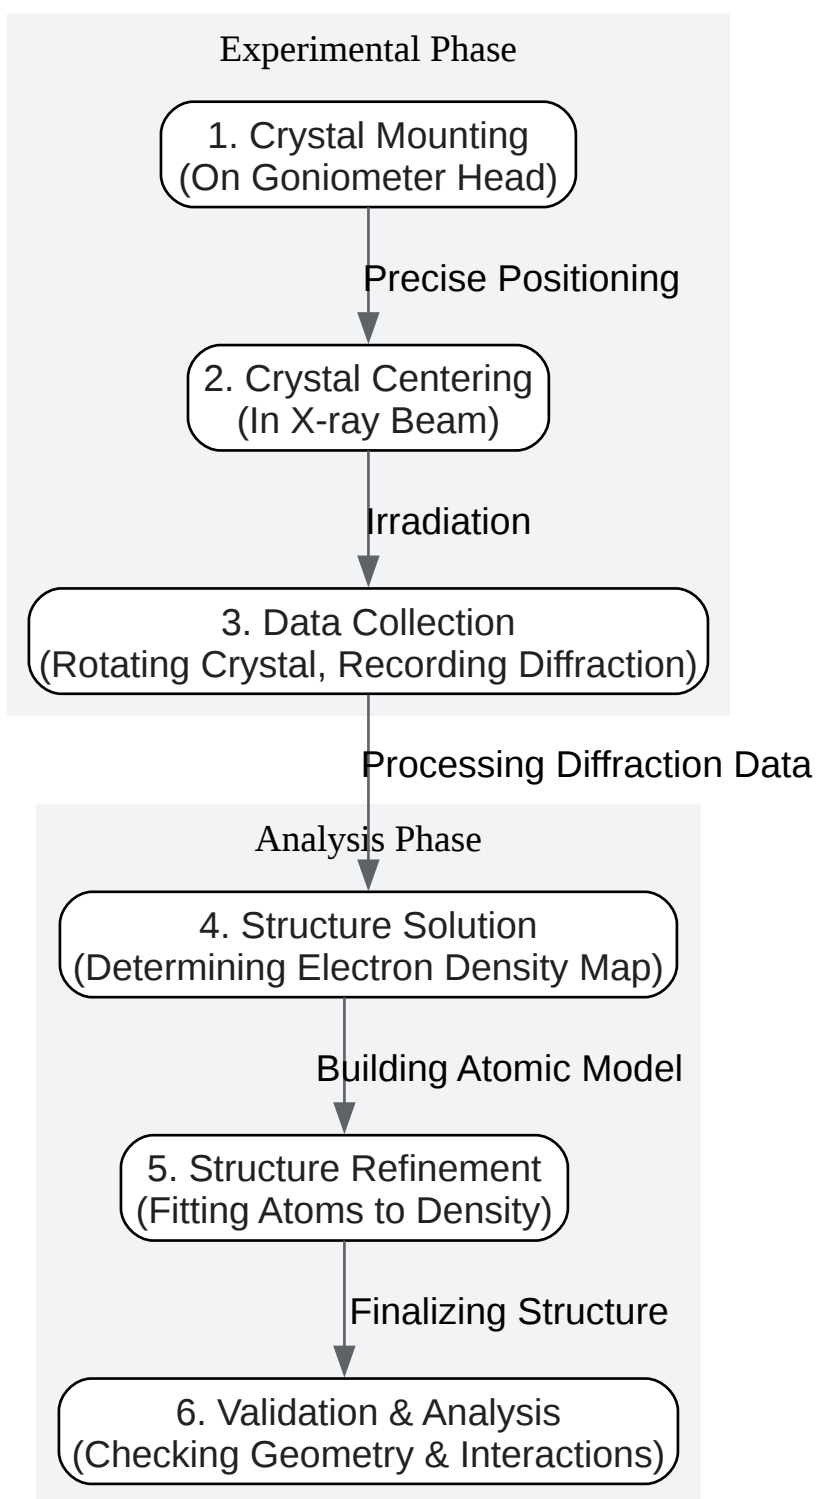 Experimental Phase
1. Crystal Mounting
(On Goniometer Head)
Precise Positioning
2. Crystal Centering
(In X-ray Beam)
Irradiation
3. Data Collection
(Rotating Crystal, Recording Diffraction)
Processing Diffraction Data
Analysis Phase
4. Structure Solution
(Determining Electron Density Map)
Building Atomic Model
5. Structure Refinement
(Fitting Atoms to Density)
Finalizing Structure
6. Validation & Analysis
(Checking Geometry & Interactions)